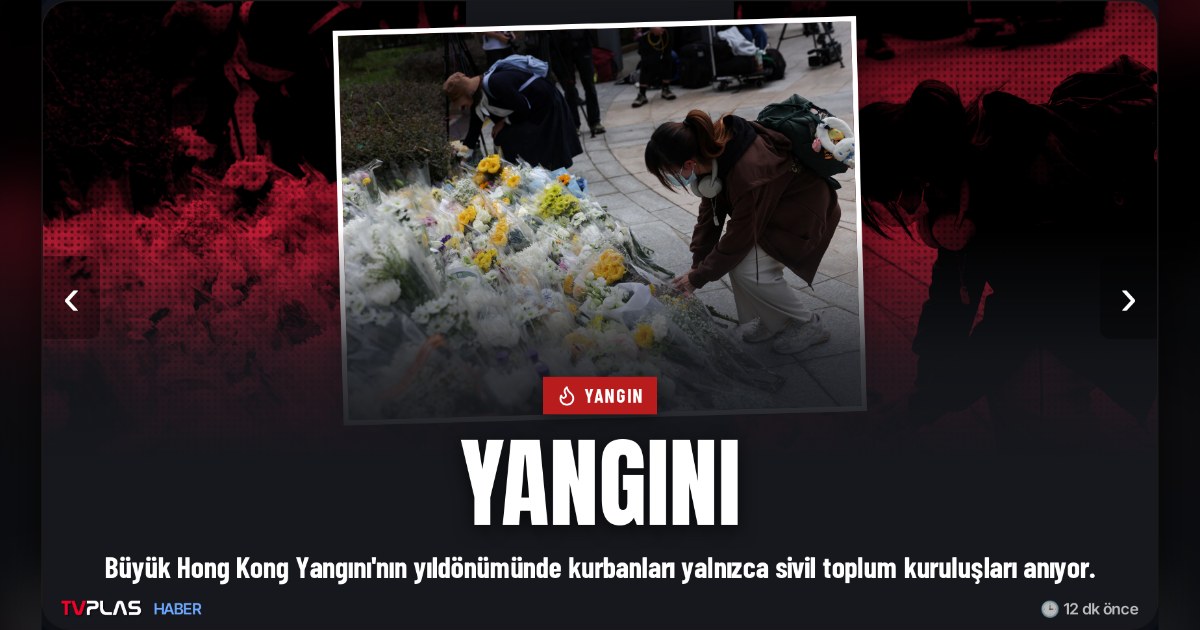 YANGIN
YANGINI
Büyük Hong Kong Yangını'nın yıldönümünde kurbanları yalnızca sivil toplum kuruluşları anıyor.
TVPLAS HABER
12 dk önce